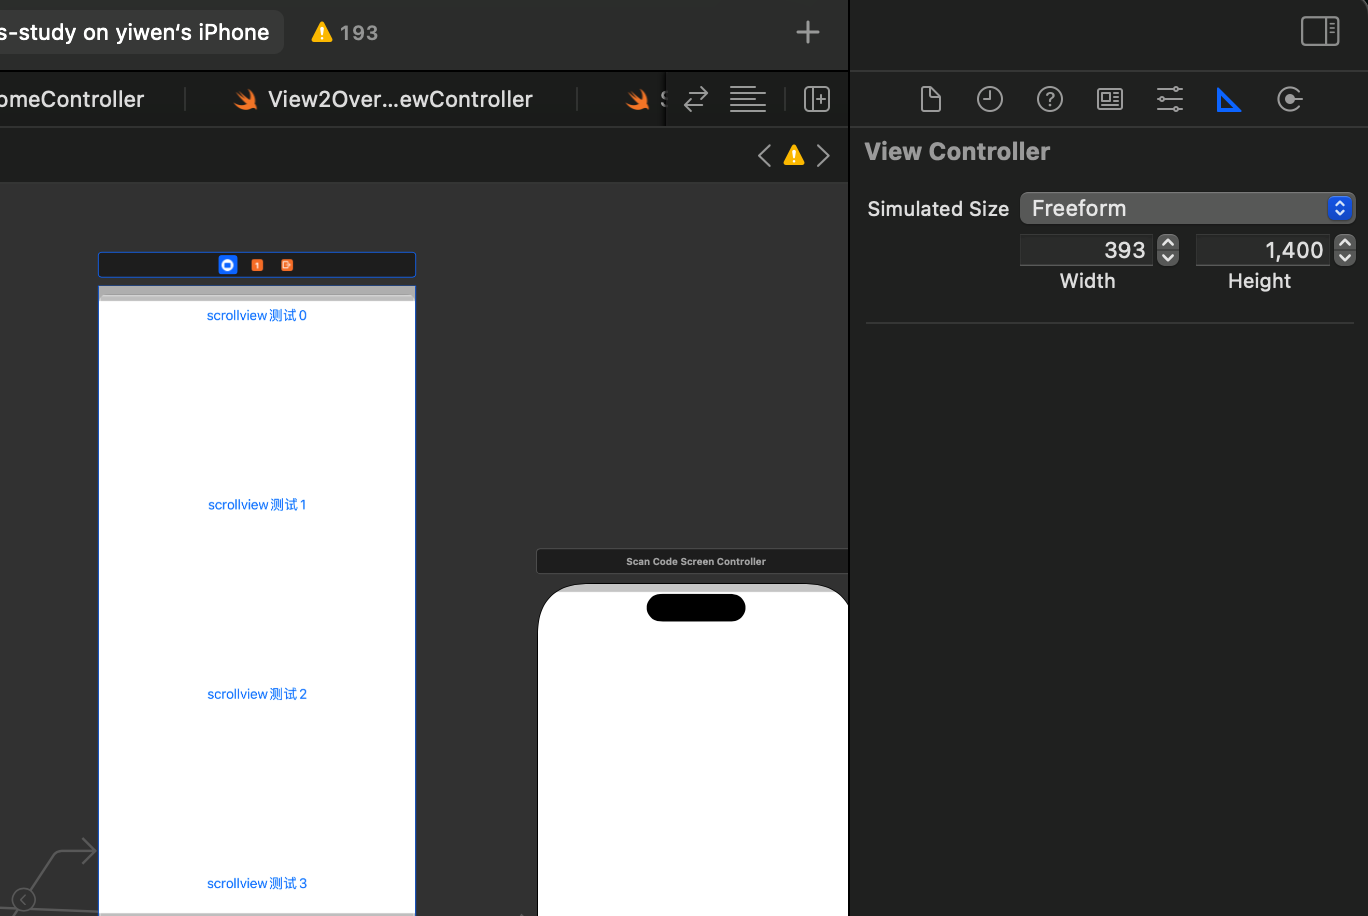 s-study on yiwen's iPhone
193
omeController
View2Over...ewController
S
View Controller
Simulated Size
Freeform
393
1,400
Width
Height
1
scrollview测试0
scrollview测试1
Scan Code Screen Controller
scrollview测试2
scrollview测试3